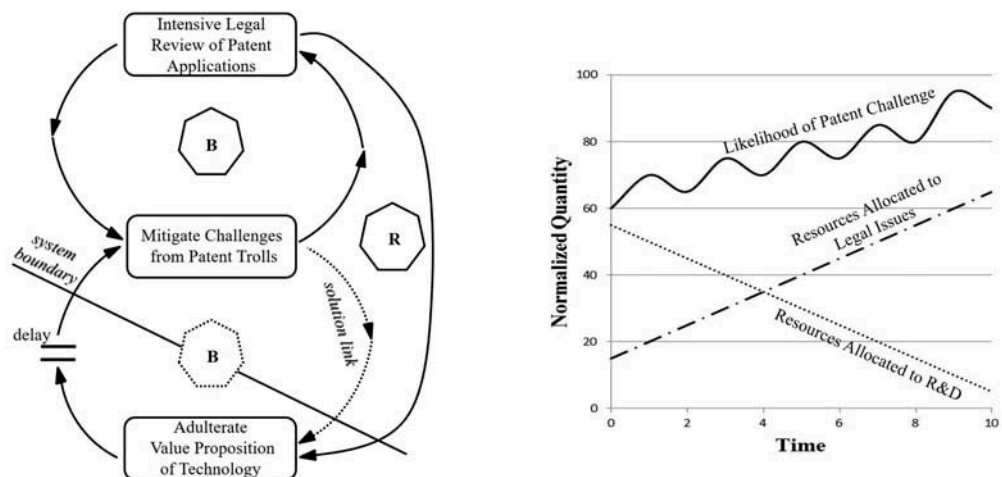 Intensive Legal
Review of Patent
Applications
B
Mitigate Challenges
from Patent Trolls
R
system
boundary
solution link
delay
B
Adulterate
Value Proposition
of Technology
Normalized Quantity
100
80
60
40
20
0
Likelihood of Patent Challenge
Resources Allocated to
Legal Issues
Resources Allocated to R&D
0
2
4
6
8
10
Time